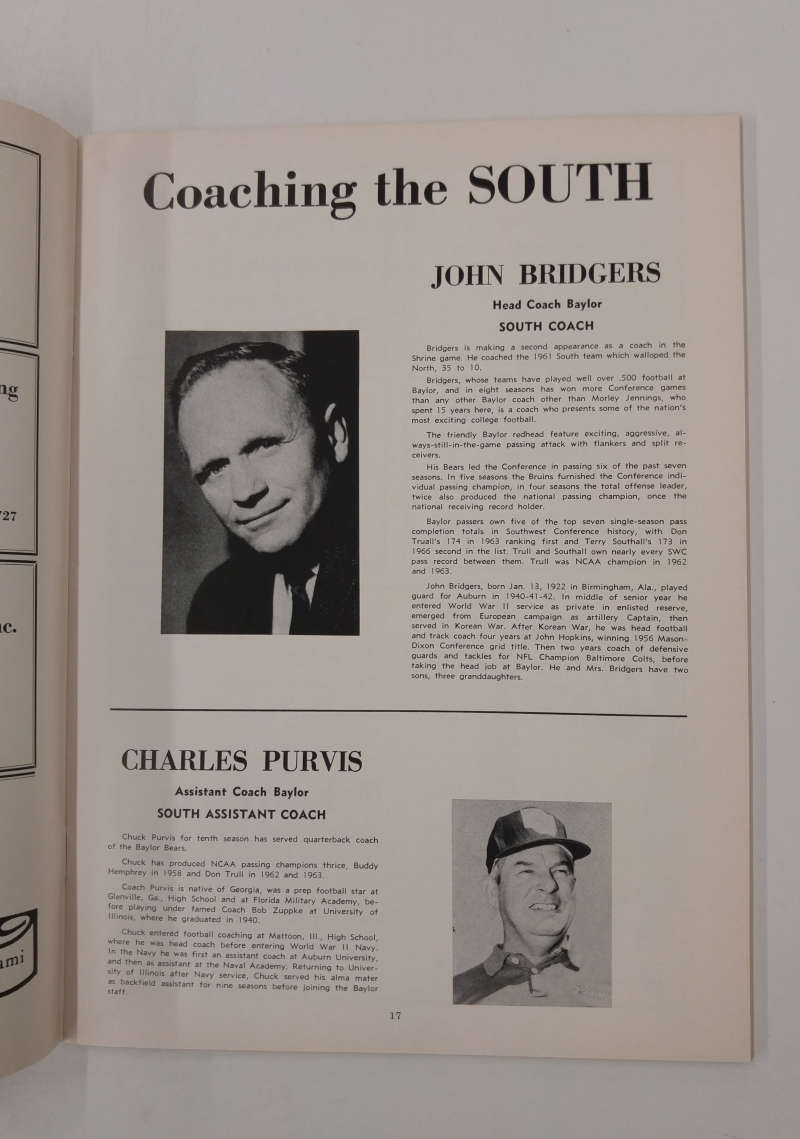 Coaching the SOUTH
JOHN BRIDGERS
Head Coach Baylor
SOUTH COACH
Bridgers is making a second appearance as a coach in the
Shrine game. He coached the 1961 South team which walloped the
North, 35 to 10.
Bridgers, whose teams have played well over .500 football at
Baylor, and in eight seasons has won more Conference games
than any other Baylor coach other than Morley Jennings, who
spent 15 years here, is a coach who presents some of the nation's
most exciting college football.
The friendly Baylor redhead feature exciting, aggressive, al-
ways-still-in-the-game passing attack with flankers and split re-
ceivers.
His Bears led the Conference in passing six of the past seven
seasons. In five seasons the Bruins furnished the Conference indi-
vidual passing champion, in four seasons the total offense leader,
twice also produced the national passing champion, once the
national receiving record holder.
Baylor passers own five of the top seven single-season pass
completion totals in Southwest Conference history, with Don
Truall's 174 in 1963 ranking first and Terry Southall's 173 in
1966 second in the list. Trull and Southall own nearly every SWC
pass record between them. Trull was NCAA champion in 1962
and 1963.
John Bridgers, born Jan. 13, 1922 in Birmingham, Ala., played
guard for Auburn in 1940-41-42. In middle of senior year he
entered World War II service as private in enlisted reserve,
emerged from European campaign as artillery Captain, then
served in Korean War. After Korean War, he was head football
and track coach four years at John Hopkins, winning 1956 Mason-
Dixon Conference grid title. Then two years coach of defensive
guards and tackles for NFL Champion Baltimore Colts, before
taking the head job at Baylor. He and Mrs. Bridgers have two
sons, three granddaughters.
CHARLES PURVIS
Assistant Coach Baylor
SOUTH ASSISTANT COACH
Chuck Purvis for tenth season has served quarterback coach
of the Baylor Bears.
Chuck has produced NCAA passing champions thrice, Buddy
Hemphrey in 1958 and Don Trull in 1962 and 1963.
Coach Purvis is native of Georgia, was a prep football star at
Glenville, Ga., High School and at Florida Military Academy, be-
fore playing under famed Coach Bob Zuppke at University of
Illinois, where he graduated in 1940.
Chuck entered football coaching at Mattoon, Ill., High School,
where he was head coach before entering World War II Navy.
In the Navy he was first an assistant coach at Auburn University,
and then as assistant at the Naval Academy. Returning to Univer-
sity of Illinois after Navy service, Chuck served his alma mater
as backfield assistant for nine seasons before joining the Baylor
staff.
17